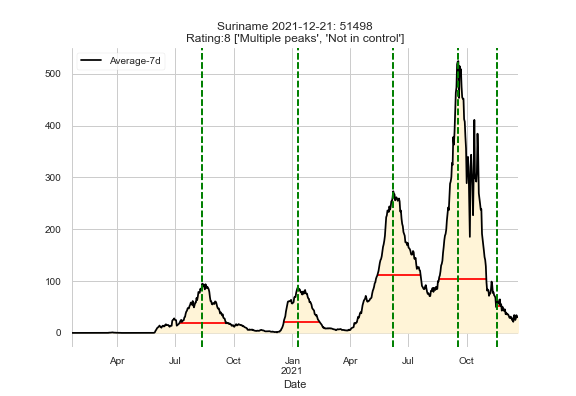 Suriname 2021-12-21: 51498
Rating:8 ['Multiple peaks', 'Not in control']
Average-7d
500
400
300
200
100
0
Apr Jul Oct Jan Apr Jul Oct
2021
Date